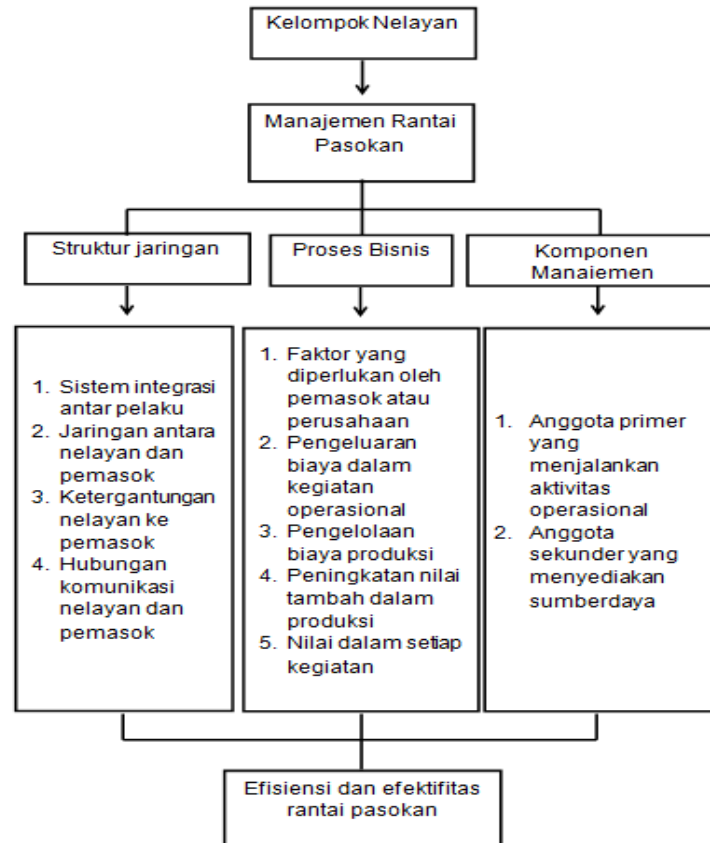 Kelompok Nelayan
Manajemen Rantai
Pasokan
Struktur jaringan
Proses Bisnis
Komponen
Manajemen
1. Sistem integrasi
antar pelaku
2. Jaringan antara
nelayan dan
pemasok
3. Ketergantungan
nelayan ke
pemasok
4. Hubungan
komunikasi
nelayan dan
pemasok
1. Faktor yang
diperlukan oleh
pemasok atau
perusahaan
2. Pengeluaran
biaya dalam
kegiatan
operasional
3. Pengelolaan
biaya produksi
4. Peningkatan nilai
tambah dalam
produksi
5. Nilai dalam setiap
kegiatan
1. Anggota primer
yang
menjalankan
aktivitas
operasional
2. Anggota
sekunder yang
menyediakan
sumberdaya
Efisiensi dan efektifitas
rantai pasokan